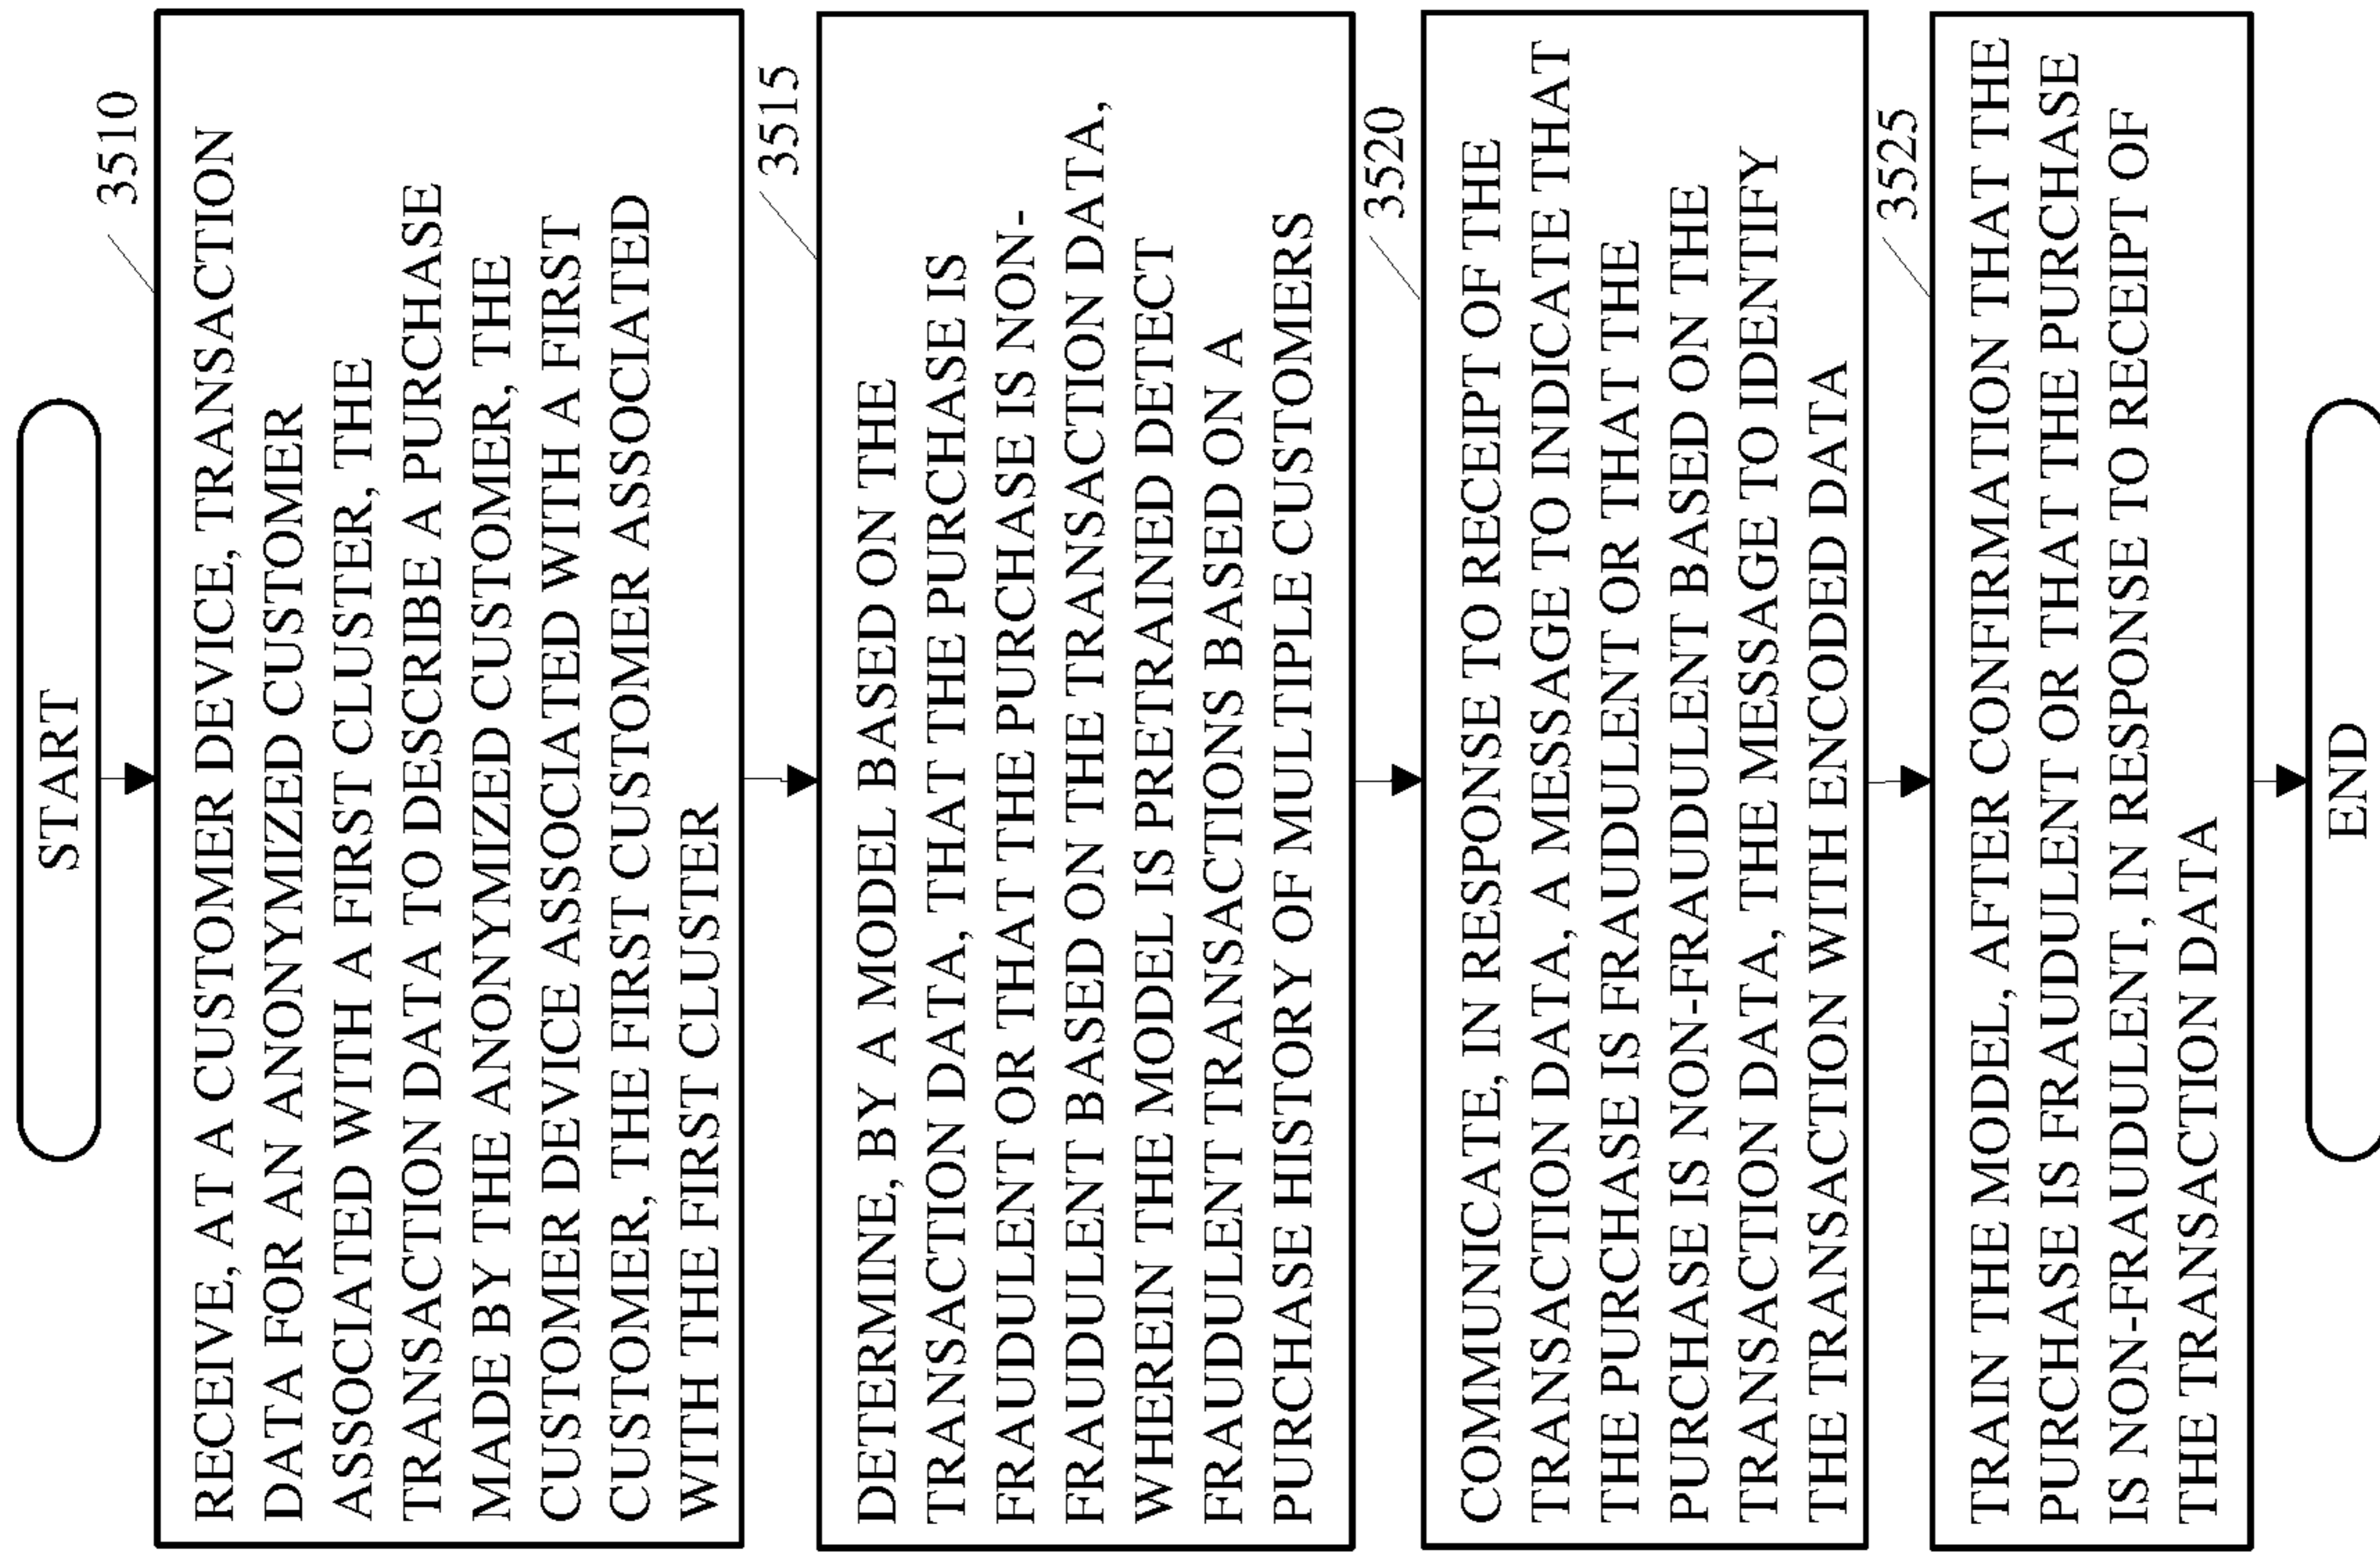 START
3510
RECEIVE, AT A CUSTOMER DEVICE, TRANSACTION
DATA FOR AN ANONYMIZED CUSTOMER
ASSOCIATED WITH A FIRST CLUSTER, THE
TRANSACTION DATA TO DESCRIBE A PURCHASE
MADE BY THE ANONYMIZED CUSTOMER, THE
CUSTOMER DEVICE ASSOCIATED WITH A FIRST
CUSTOMER, THE FIRST CUSTOMER ASSOCIATED
WITH THE FIRST CLUSTER
3515
DETERMINE, BY A MODEL BASED ON THE
TRANSACTION DATA, THAT THE PURCHASE IS
FRAUDULENT OR THAT THE PURCHASE IS NON-
FRAUDULENT BASED ON THE TRANSACTION DATA,
WHEREIN THE MODEL IS PRETRAINED DETECT
FRAUDULENT TRANSACTIONS BASED ON A
PURCHASE HISTORY OF MULTIPLE CUSTOMERS
3520
COMMUNICATE, IN RESPONSE TO RECEIPT OF THE
TRANSACTION DATA, A MESSAGE TO INDICATE THAT
THE PURCHASE IS FRAUDULENT OR THAT THE
PURCHASE IS NON-FRAUDULENT BASED ON THE
TRANSACTION DATA, THE MESSAGE TO IDENTIFY
THE TRANSACTION WITH ENCODED DATA
3525
TRAIN THE MODEL, AFTER CONFIRMATION THAT THE
PURCHASE IS FRAUDULENT OR THAT THE PURCHASE
IS NON-FRAUDULENT, IN RESPONSE TO RECEIPT OF
THE TRANSACTION DATA
END